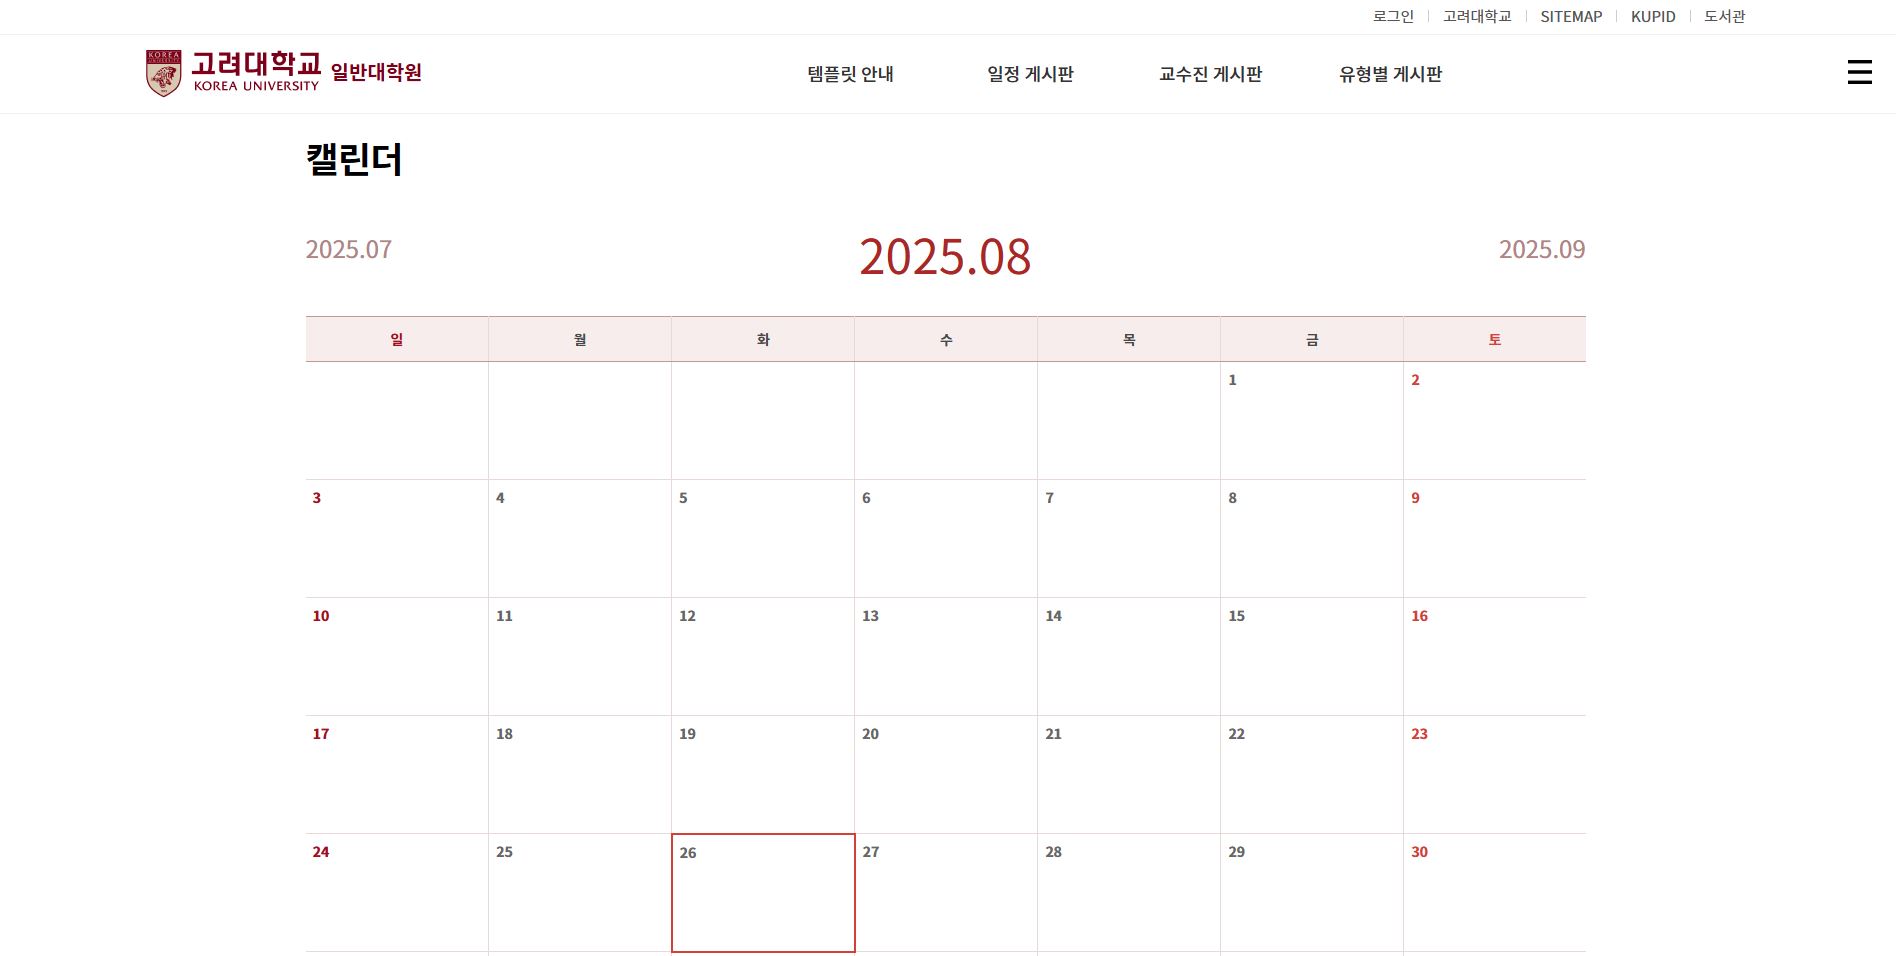 로그인 고려대학교 SITEMAP KUPID 도서관
KOREA
고려대학교 일반대학원
KOREA UNIVERSITY
템플릿 안내 일정 게시판 교수진 게시판 유형별 게시판
캘린더
2025.07 2025.08 2025.09
일 월 화 수 목 금 토
1 2
3 4 5 6 7 8 9
10 11 12 13 14 15 16
17 18 19 20 21 22 23
24 25 26 27 28 29 30